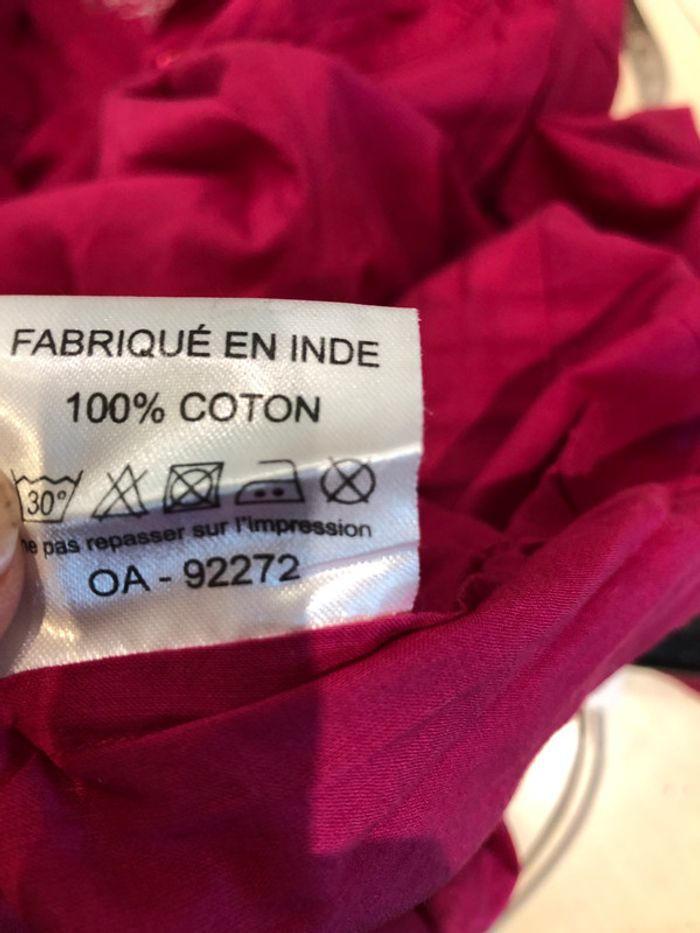 FABRIQUÉ EN INDE
100% COTON
30°
ne pas repasser sur l'impression
OA - 92272